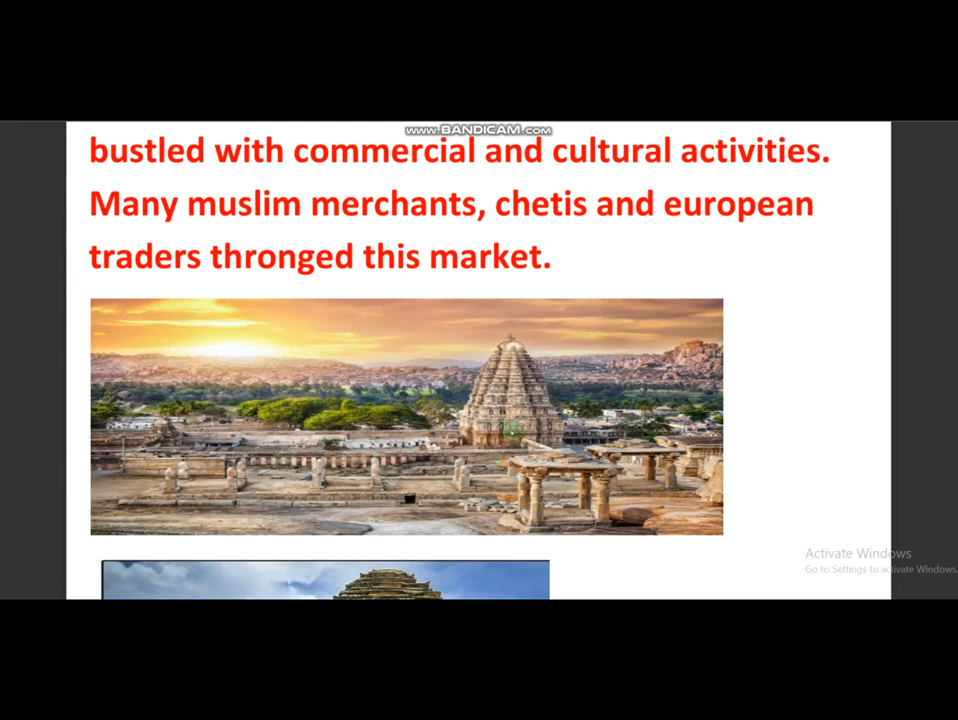 www.BANDICAM.com
bustled with commercial and cultural activities.
Many muslim merchants, chetis and european
traders thronged this market.
Activate Windows
Go to Settings to activate Windows.